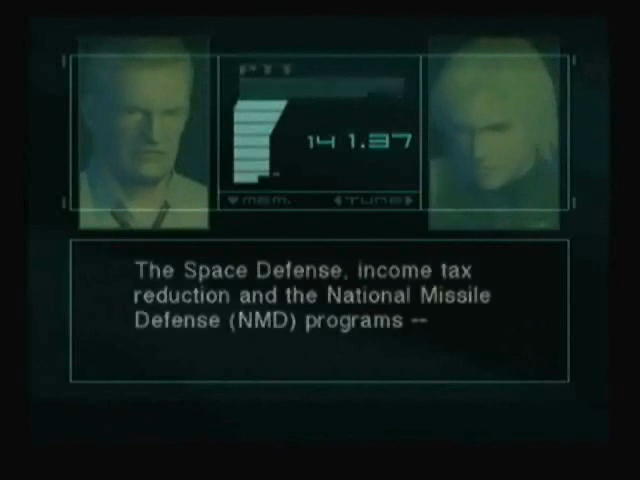 PTT
141.37
▼MEM. ◀TUNE▶
The Space Defense, income tax
reduction and the National Missile
Defense (NMD) programs --